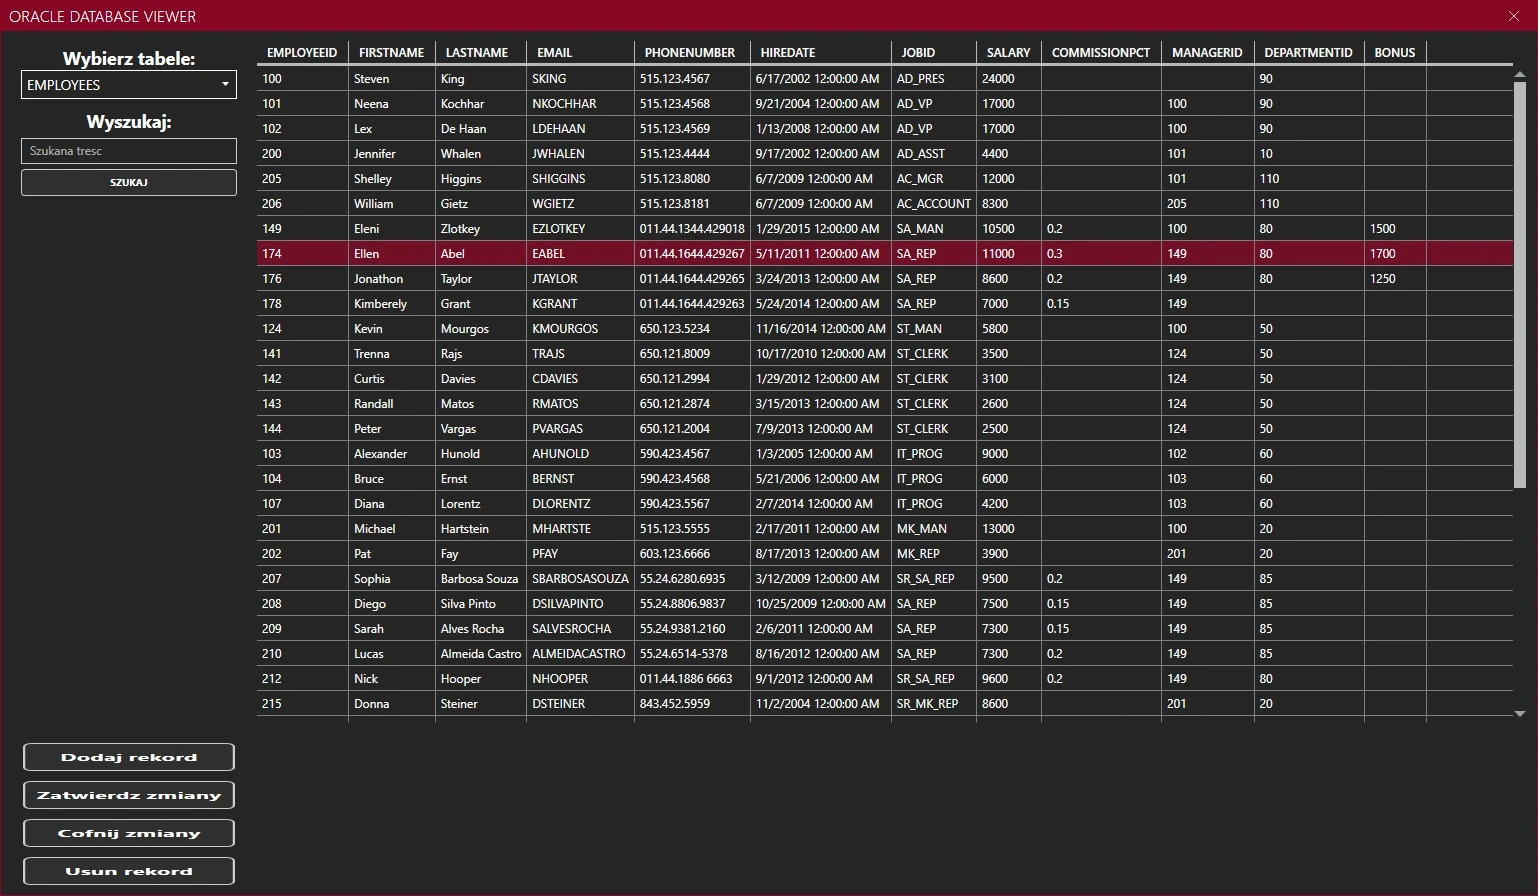 ORACLE DATABASE VIEWER
Wybierz tabele:
EMPLOYEES
Wyszukaj:
Szukana tresc
SZUKAJ
EMPLOYEEID FIRSTNAME LASTNAME EMAIL PHONENUMBER HIREDATE JOBID SALARY COMMISSIONPCT MANAGERID DEPARTMENTID BONUS
100 Steven King SKING 515.123.4567 6/17/2002 12:00:00 AM AD_PRES 24000 90
101 Neena Kochhar NKOCHHAR 515.123.4568 9/21/2004 12:00:00 AM AD_VP 17000 100 90
102 Lex De Haan LDEHAAN 515.123.4569 1/13/2008 12:00:00 AM AD_VP 17000 100 90
200 Jennifer Whalen JWHALEN 515.123.4444 9/17/2002 12:00:00 AM AD_ASST 4400 101 10
205 Shelley Higgins SHIGGINS 515.123.8080 6/7/2009 12:00:00 AM AC_MGR 12000 101 110
206 William Gietz WGIETZ 515.123.8181 6/7/2009 12:00:00 AM AC_ACCOUNT 8300 205 110
149 Eleni Zlotkey EZLOTKEY 011.44.1344.429018 1/29/2015 12:00:00 AM SA_MAN 10500 0.2 100 80 1500
174 Ellen Abel EABEL 011.44.1644.429267 5/11/2011 12:00:00 AM SA_REP 11000 0.3 149 80 1700
176 Jonathon Taylor JTAYLOR 011.44.1644.429265 3/24/2013 12:00:00 AM SA_REP 8600 0.2 149 80 1250
178 Kimberely Grant KGRANT 011.44.1644.429263 5/24/2014 12:00:00 AM SA_REP 7000 0.15 149
124 Kevin Mourgos KMOURGOS 650.123.5234 11/16/2014 12:00:00 AM ST_MAN 5800 100 50
141 Trenna Rajs TRAJS 650.121.8009 10/17/2010 12:00:00 AM ST_CLERK 3500 124 50
142 Curtis Davies CDAVIES 650.121.2994 1/29/2012 12:00:00 AM ST_CLERK 3100 124 50
143 Randall Matos RMATOS 650.121.2874 3/15/2013 12:00:00 AM ST_CLERK 2600 124 50
144 Peter Vargas PVARGAS 650.121.2004 7/9/2013 12:00:00 AM ST_CLERK 2500 124 50
103 Alexander Hunold AHUNOLD 590.423.4567 1/3/2005 12:00:00 AM IT_PROG 9000 102 60
104 Bruce Ernst BERNST 590.423.4568 5/21/2006 12:00:00 AM IT_PROG 6000 103 60
107 Diana Lorentz DLORENTZ 590.423.5567 2/7/2014 12:00:00 AM IT_PROG 4200 103 60
201 Michael Hartstein MHARTSTE 515.123.5555 2/17/2011 12:00:00 AM MK_MAN 13000 100 20
202 Pat Fay PFAY 603.123.6666 8/17/2013 12:00:00 AM MK_REP 3900 201 20
207 Sophia Barbosa Souza SBARBOSASOUZA 55.24.6280.6935 3/12/2009 12:00:00 AM SR_SA_REP 9500 0.2 149 85
208 Diego Silva Pinto DSILVAPINTO 55.24.8806.9837 10/25/2009 12:00:00 AM SA_REP 7500 0.15 149 85
209 Sarah Alves Rocha SALVESROCHA 55.24.9381.2160 2/6/2011 12:00:00 AM SA_REP 7300 0.15 149 85
210 Lucas Almeida Castro ALMEIDACASTRO 55.24.6514-5378 8/16/2012 12:00:00 AM SA_REP 7300 0.2 149 85
212 Nick Hooper NHOOPER 011.44.1886 6663 9/1/2012 12:00:00 AM SR_SA_REP 9600 0.2 149 80
215 Donna Steiner DSTEINER 843.452.5959 11/2/2004 12:00:00 AM SR_MK_REP 8600 201 20
Dodaj rekord
Zatwierdz zmiany
Cofnij zmiany
Usun rekord